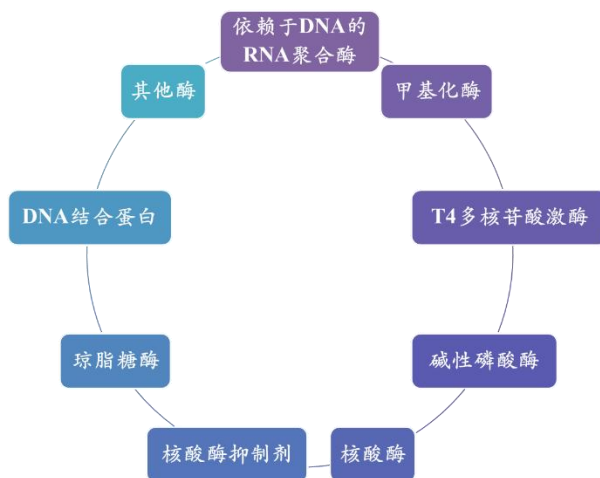 依赖于DNA的
RNA聚合酶
甲基化酶
T4多核苷酸激酶
碱性磷酸酶
核酸酶
核酸酶抑制剂
琼脂糖酶
DNA结合蛋白
其他酶